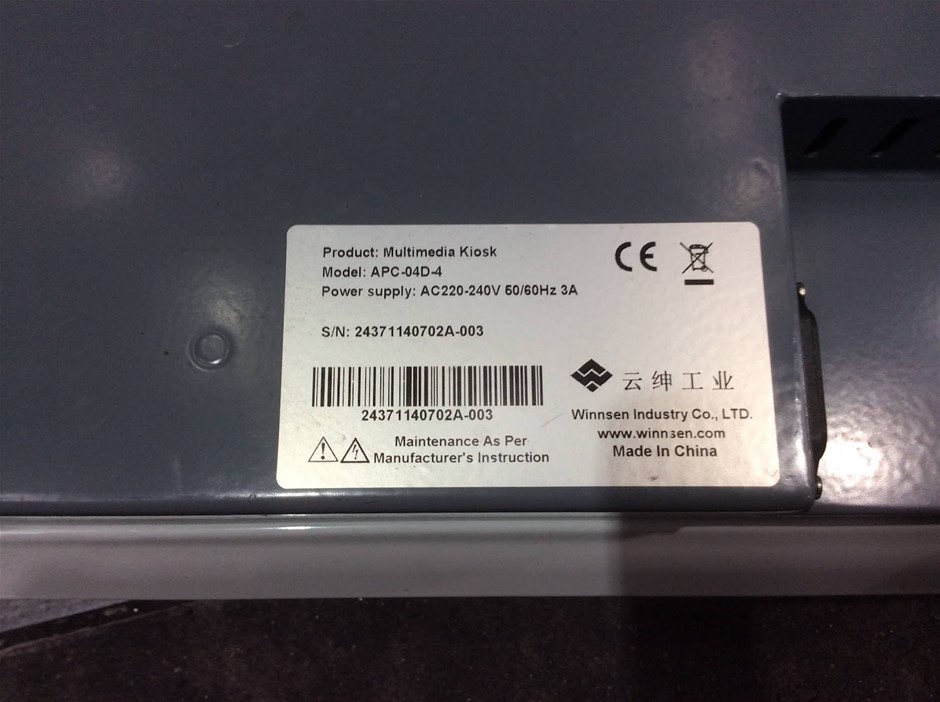 Product: Multimedia Kiosk
Model: APC-04D-4
Power supply: AC220-240V 50/60Hz 3A
S/N: 24371140702A-003
24371140702A-003
Maintenance As Per
Manufacturer's Instruction
CE
云绅工业
Winnsen Industry Co., LTD.
www.winnsen.com
Made In China